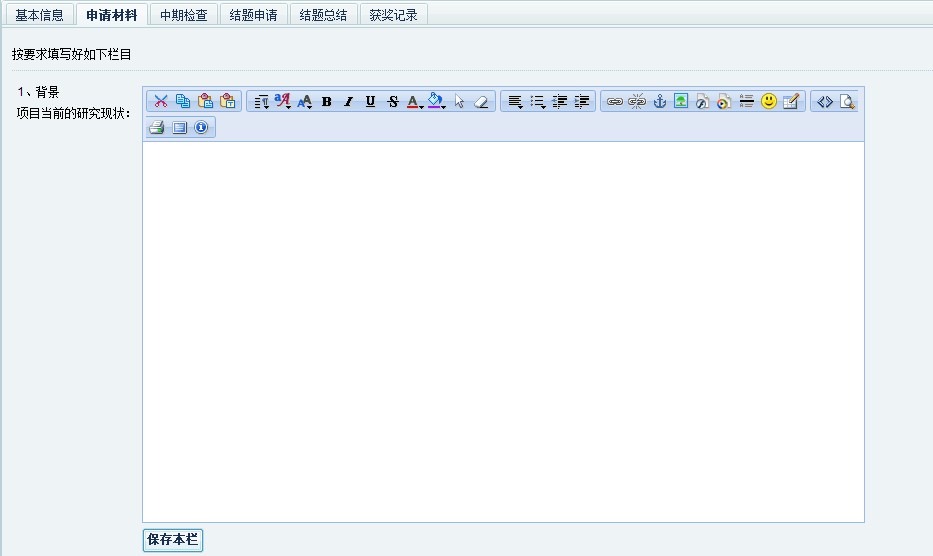 基本信息 申请材料 中期检查 结题申请 结题总结 获奖记录
按要求填写好如下栏目
1、背景
项目当前的研究现状：
保存本栏